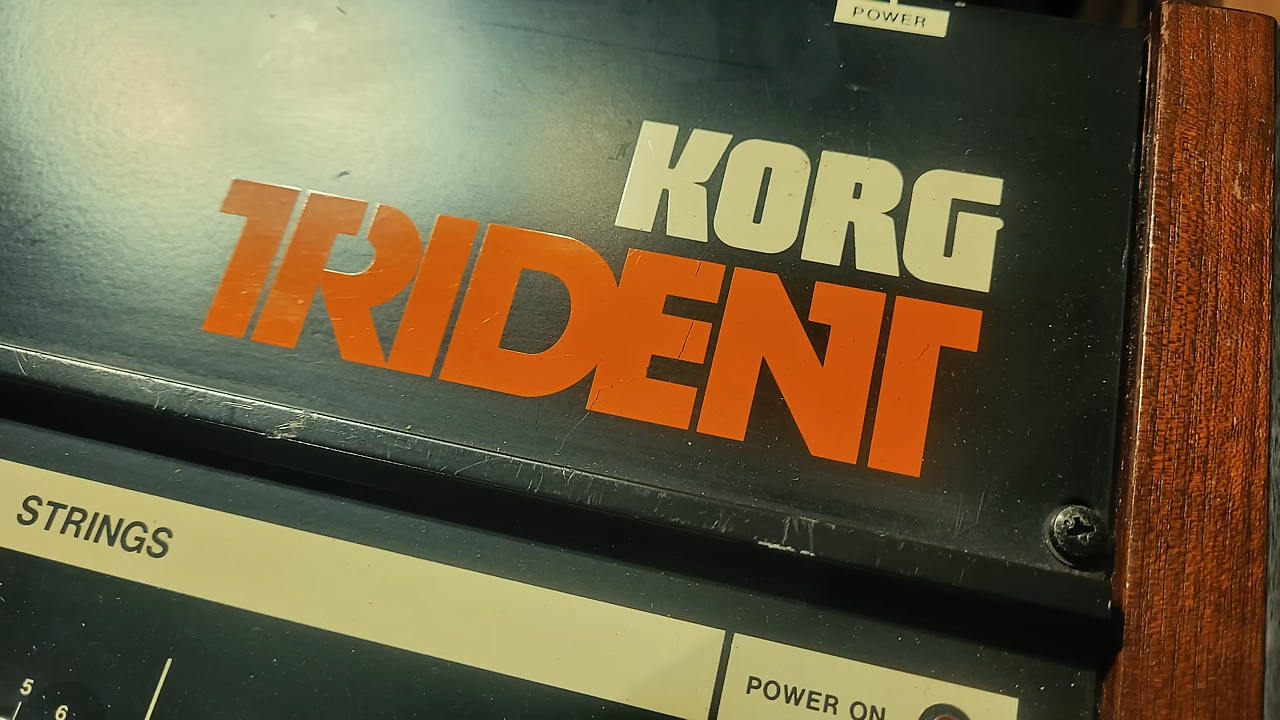 POWER
KORG
TRIDENT
STRINGS
5
6
POWER ON